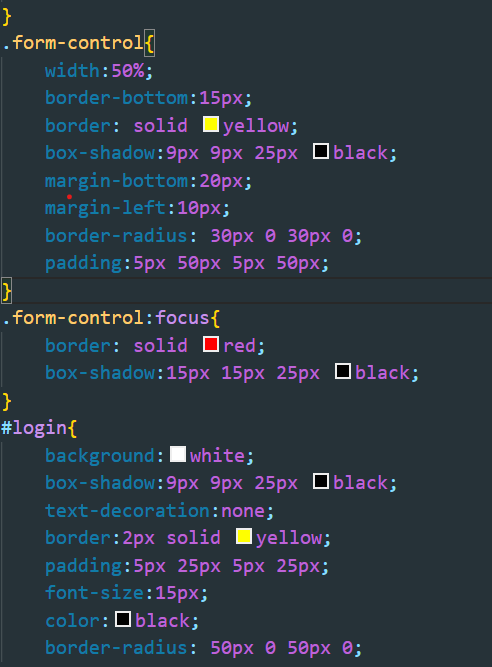 }
.form-control{
width:50%;
border-bottom:15px;
border: solid yellow;
box-shadow:9px 9px 25px black;
margin-bottom:20px;
margin-left:10px;
border-radius: 30px 0 30px 0;
padding:5px 50px 5px 50px;
}
.form-control:focus{
border: solid red;
box-shadow:15px 15px 25px black;
}
#login{
background:white;
box-shadow:9px 9px 25px black;
text-decoration:none;
border:2px solid yellow;
padding:5px 25px 5px 25px;
font-size:15px;
color:black;
border-radius: 50px 0 50px 0;